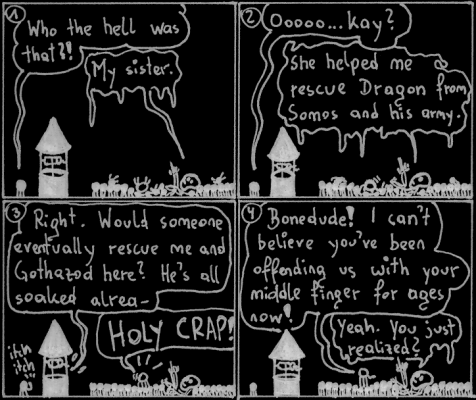 1
Who the hell was
that?!
My sister.
2
Ooooo...kay?
She helped me
rescue Dragon from
Somos and his army.
3
Right. Would someone
eventually rescue me and
Gothazod here? He's all
soaked alrea-
HOLY CRAP!
itch
itch
4
Bonedude! I can't
believe you've been
offending us with your
middle finger for ages
now!
Yeah. You just
realized?